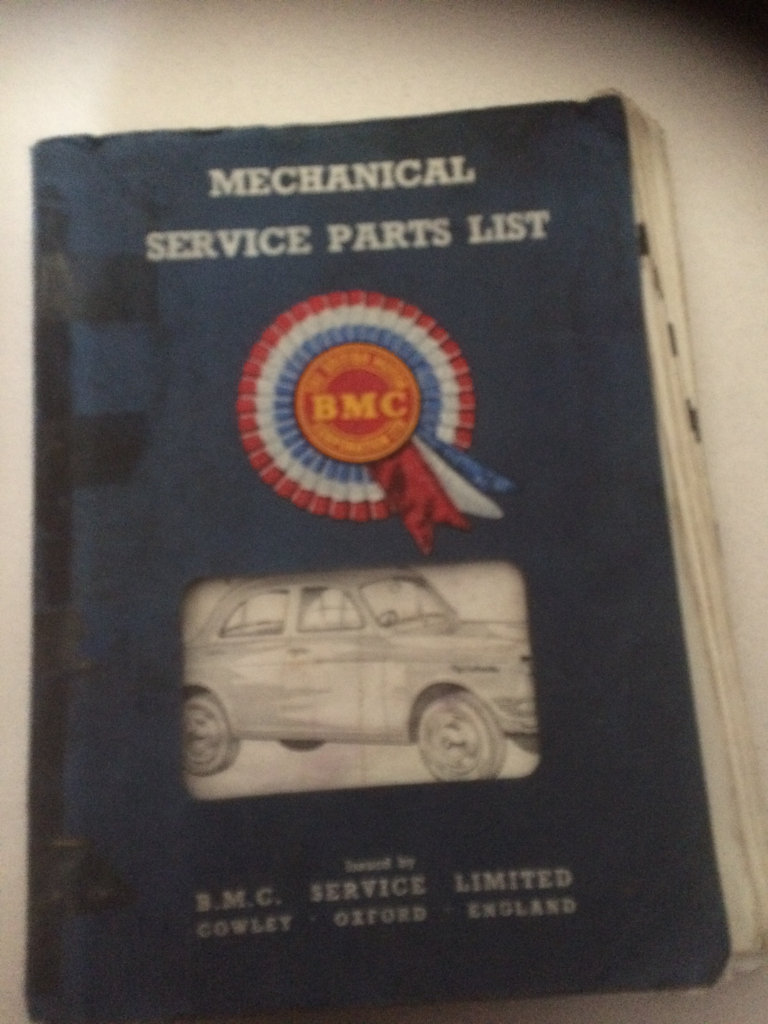 MECHANICAL
SERVICE PARTS LIST
BMC
Issued by
B.M.C. SERVICE LIMITED
COWLEY · OXFORD · ENGLAND